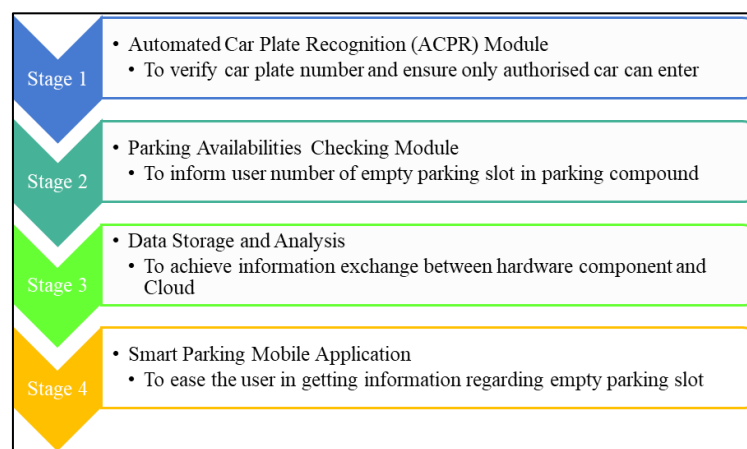 Stage 1
• Automated Car Plate Recognition (ACPR) Module
• To verify car plate number and ensure only authorised car can enter
Stage 2
• Parking Availabilities Checking Module
• To inform user number of empty parking slot in parking compound
Stage 3
• Data Storage and Analysis
• To achieve information exchange between hardware component and
Cloud
Stage 4
• Smart Parking Mobile Application
• To ease the user in getting information regarding empty parking slot